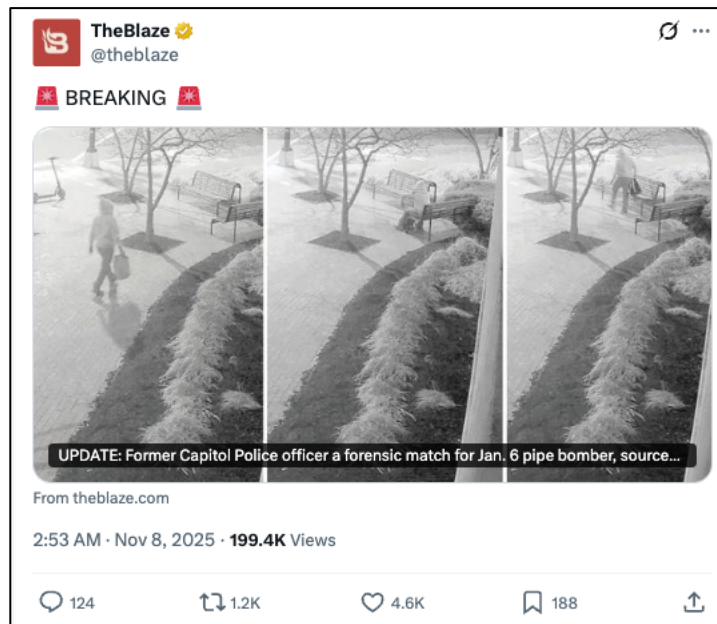 TheBlaze
@theblaze
🚨 BREAKING 🚨
UPDATE: Former Capitol Police officer a forensic match for Jan. 6 pipe bomber, source...
From theblaze.com
2:53 AM · Nov 8, 2025 · 199.4K Views
124 1.2K 4.6K 188